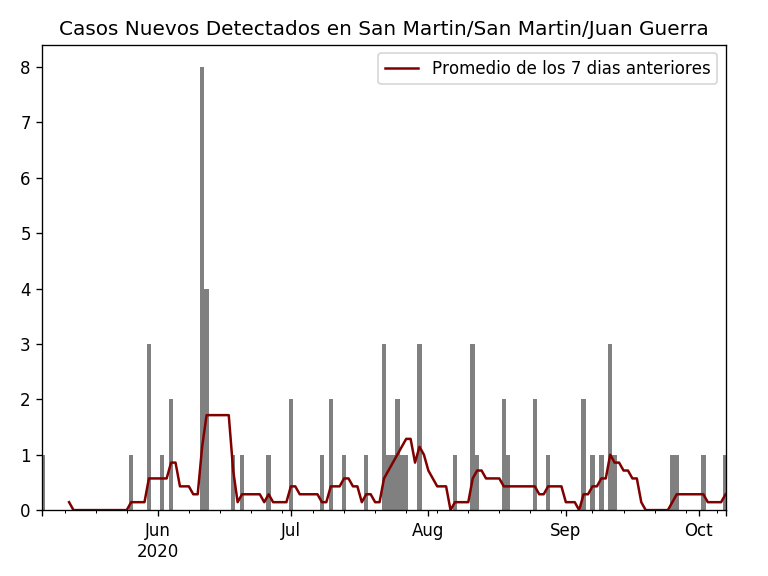 Casos Nuevos Detectados en San Martin/San Martin/Juan Guerra
Promedio de los 7 dias anteriores
8
7
6
5
4
3
2
1
0
Jun
2020
Jul
Aug
Sep
Oct